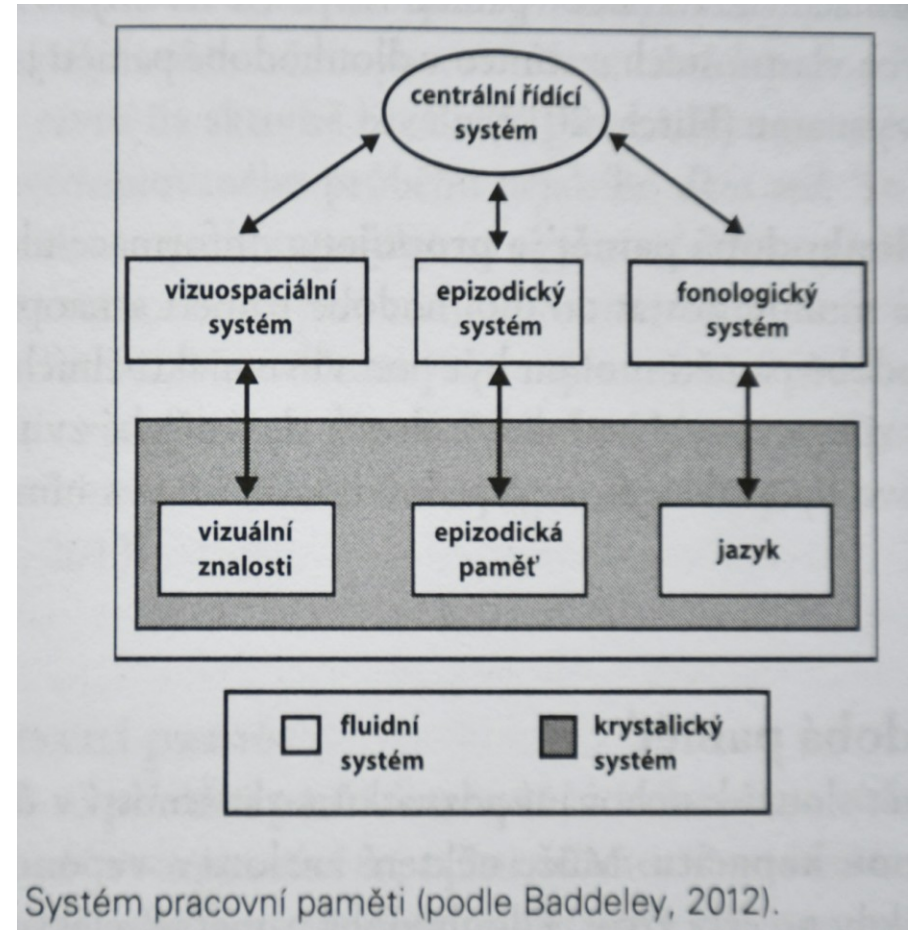 centrální řídící
systém
vizuospaciální
systém
epizodický
systém
fonologický
systém
vizuální
znalosti
epizodická
paměť
jazyk
fluidní
systém
krystalický
systém
Systém pracovní paměti (podle Baddeley, 2012).